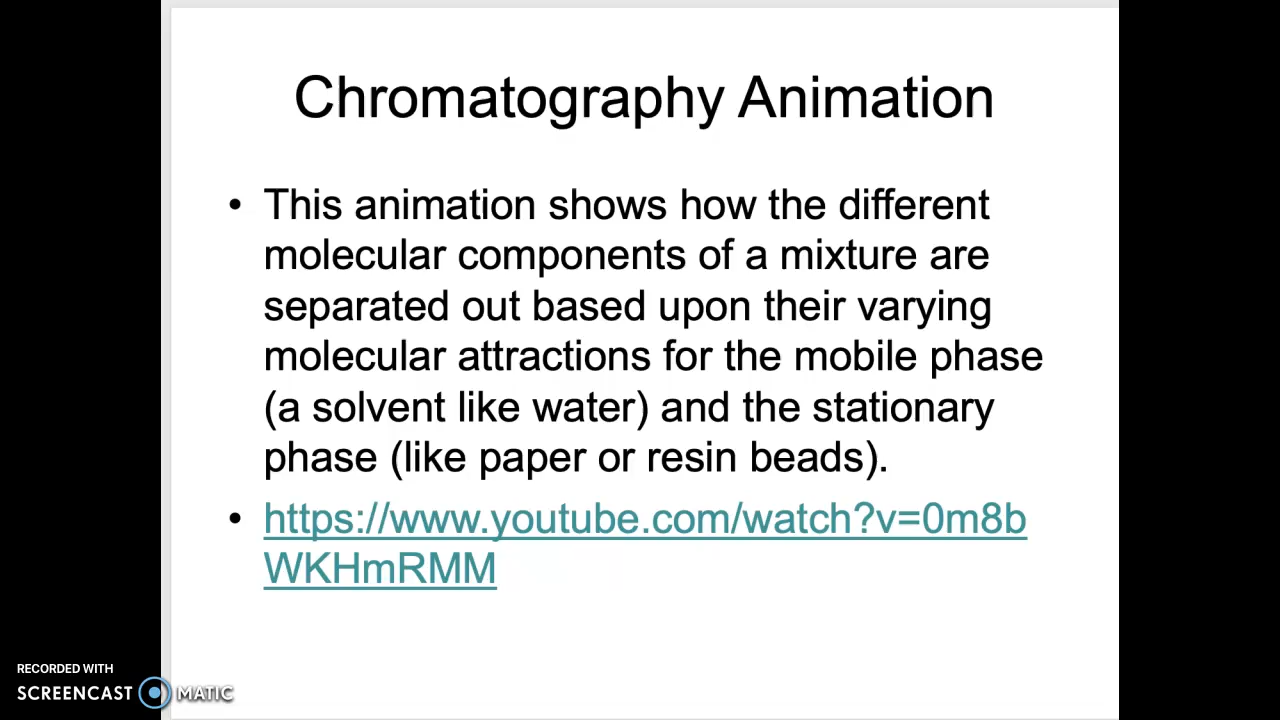 Chromatography Animation
• This animation shows how the different
molecular components of a mixture are
separated out based upon their varying
molecular attractions for the mobile phase
(a solvent like water) and the stationary
phase (like paper or resin beads).
• https://www.youtube.com/watch?v=0m8b
WKHmRMM
RECORDED WITH
SCREENCAST MATIC